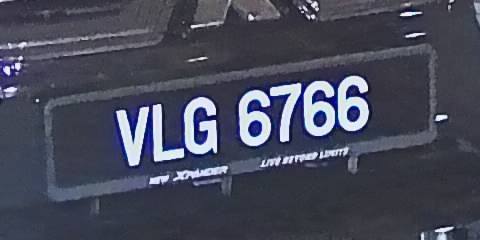 VLG 6766
NEW XPANDER LIVE BEYOND LIMITS